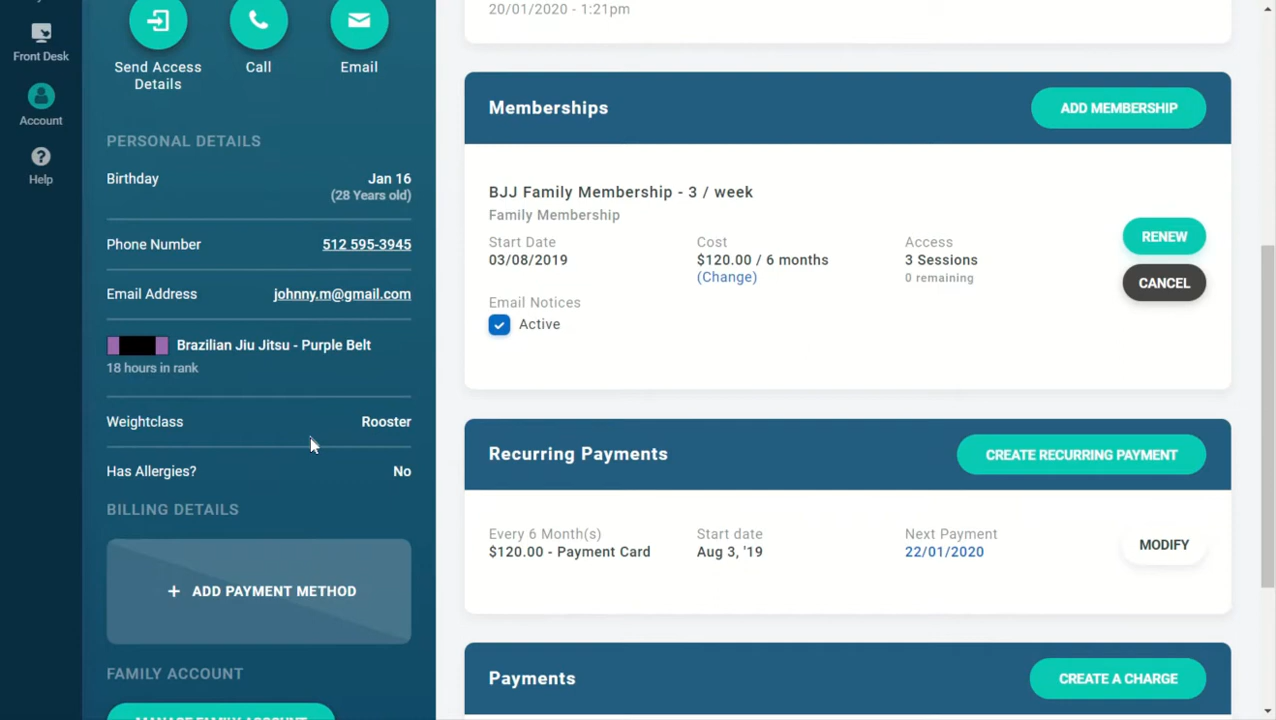 Front Desk
Account
Help
Send Access
Details
Call
Email
PERSONAL DETAILS
Birthday
Jan 16
(28 Years old)
Phone Number
512 595-3945
Email Address
johnny.m@gmail.com
Brazilian Jiu Jitsu - Purple Belt
18 hours in rank
Weightclass
Rooster
Has Allergies?
No
BILLING DETAILS
+ ADD PAYMENT METHOD
FAMILY ACCOUNT
MANAGE FAMILY ACCOUNT
20/01/2020 - 1:21pm
Memberships
ADD MEMBERSHIP
BJJ Family Membership - 3 / week
Family Membership
Start Date
03/08/2019
Cost
$120.00 / 6 months
(Change)
Access
3 Sessions
0 remaining
RENEW
CANCEL
Email Notices
Active
Recurring Payments
CREATE RECURRING PAYMENT
Every 6 Month(s)
$120.00 - Payment Card
Start date
Aug 3, '19
Next Payment
22/01/2020
MODIFY
Payments
CREATE A CHARGE